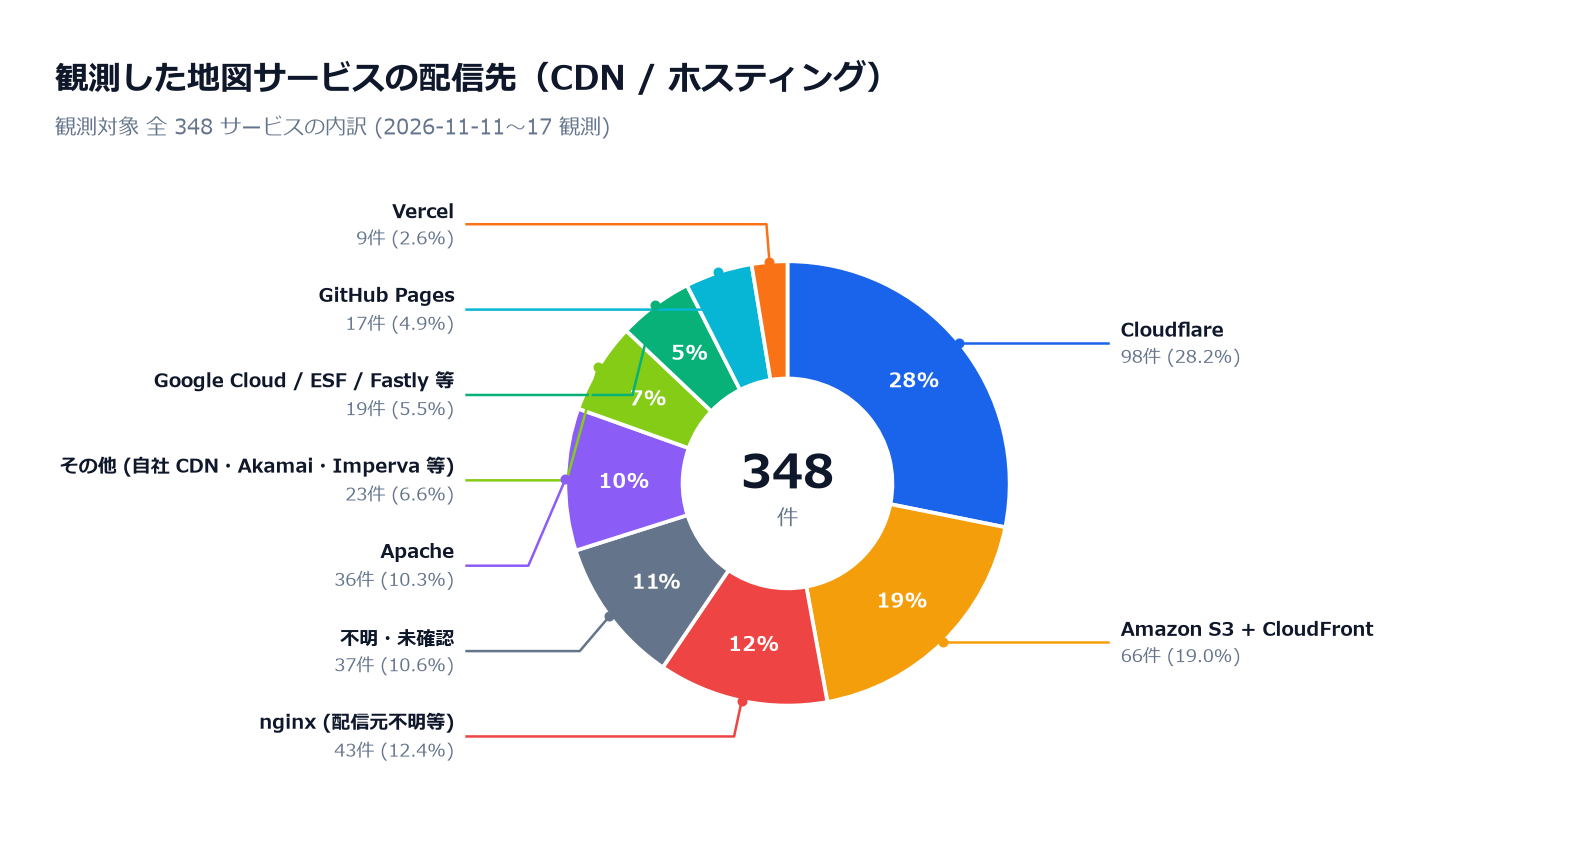 観測した地図サービスの配信先（CDN / ホスティング）
観測対象 全 348 サービスの内訳 (2026-11-11〜17 観測)
Vercel
9件 (2.6%)
GitHub Pages
17件 (4.9%)
Google Cloud / ESF / Fastly 等
19件 (5.5%)
その他 (自社 CDN・Akamai・Imperva 等)
23件 (6.6%)
Apache
36件 (10.3%)
不明・未確認
37件 (10.6%)
nginx (配信元不明等)
43件 (12.4%)
5%
7%
10%
11%
12%
19%
28%
348
件
Cloudflare
98件 (28.2%)
Amazon S3 + CloudFront
66件 (19.0%)